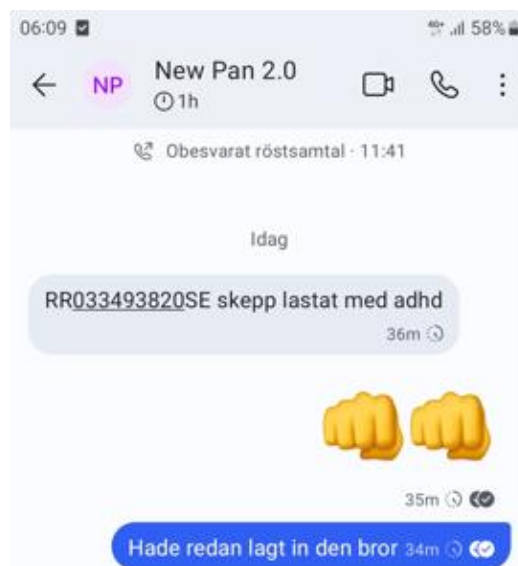 06:09 58%
NP New Pan 2.0
1h
Obesvarat röstsamtal · 11:41
Idag
RR033493820SE skepp lastat med adhd
36m
35m
Hade redan lagt in den bror 34m